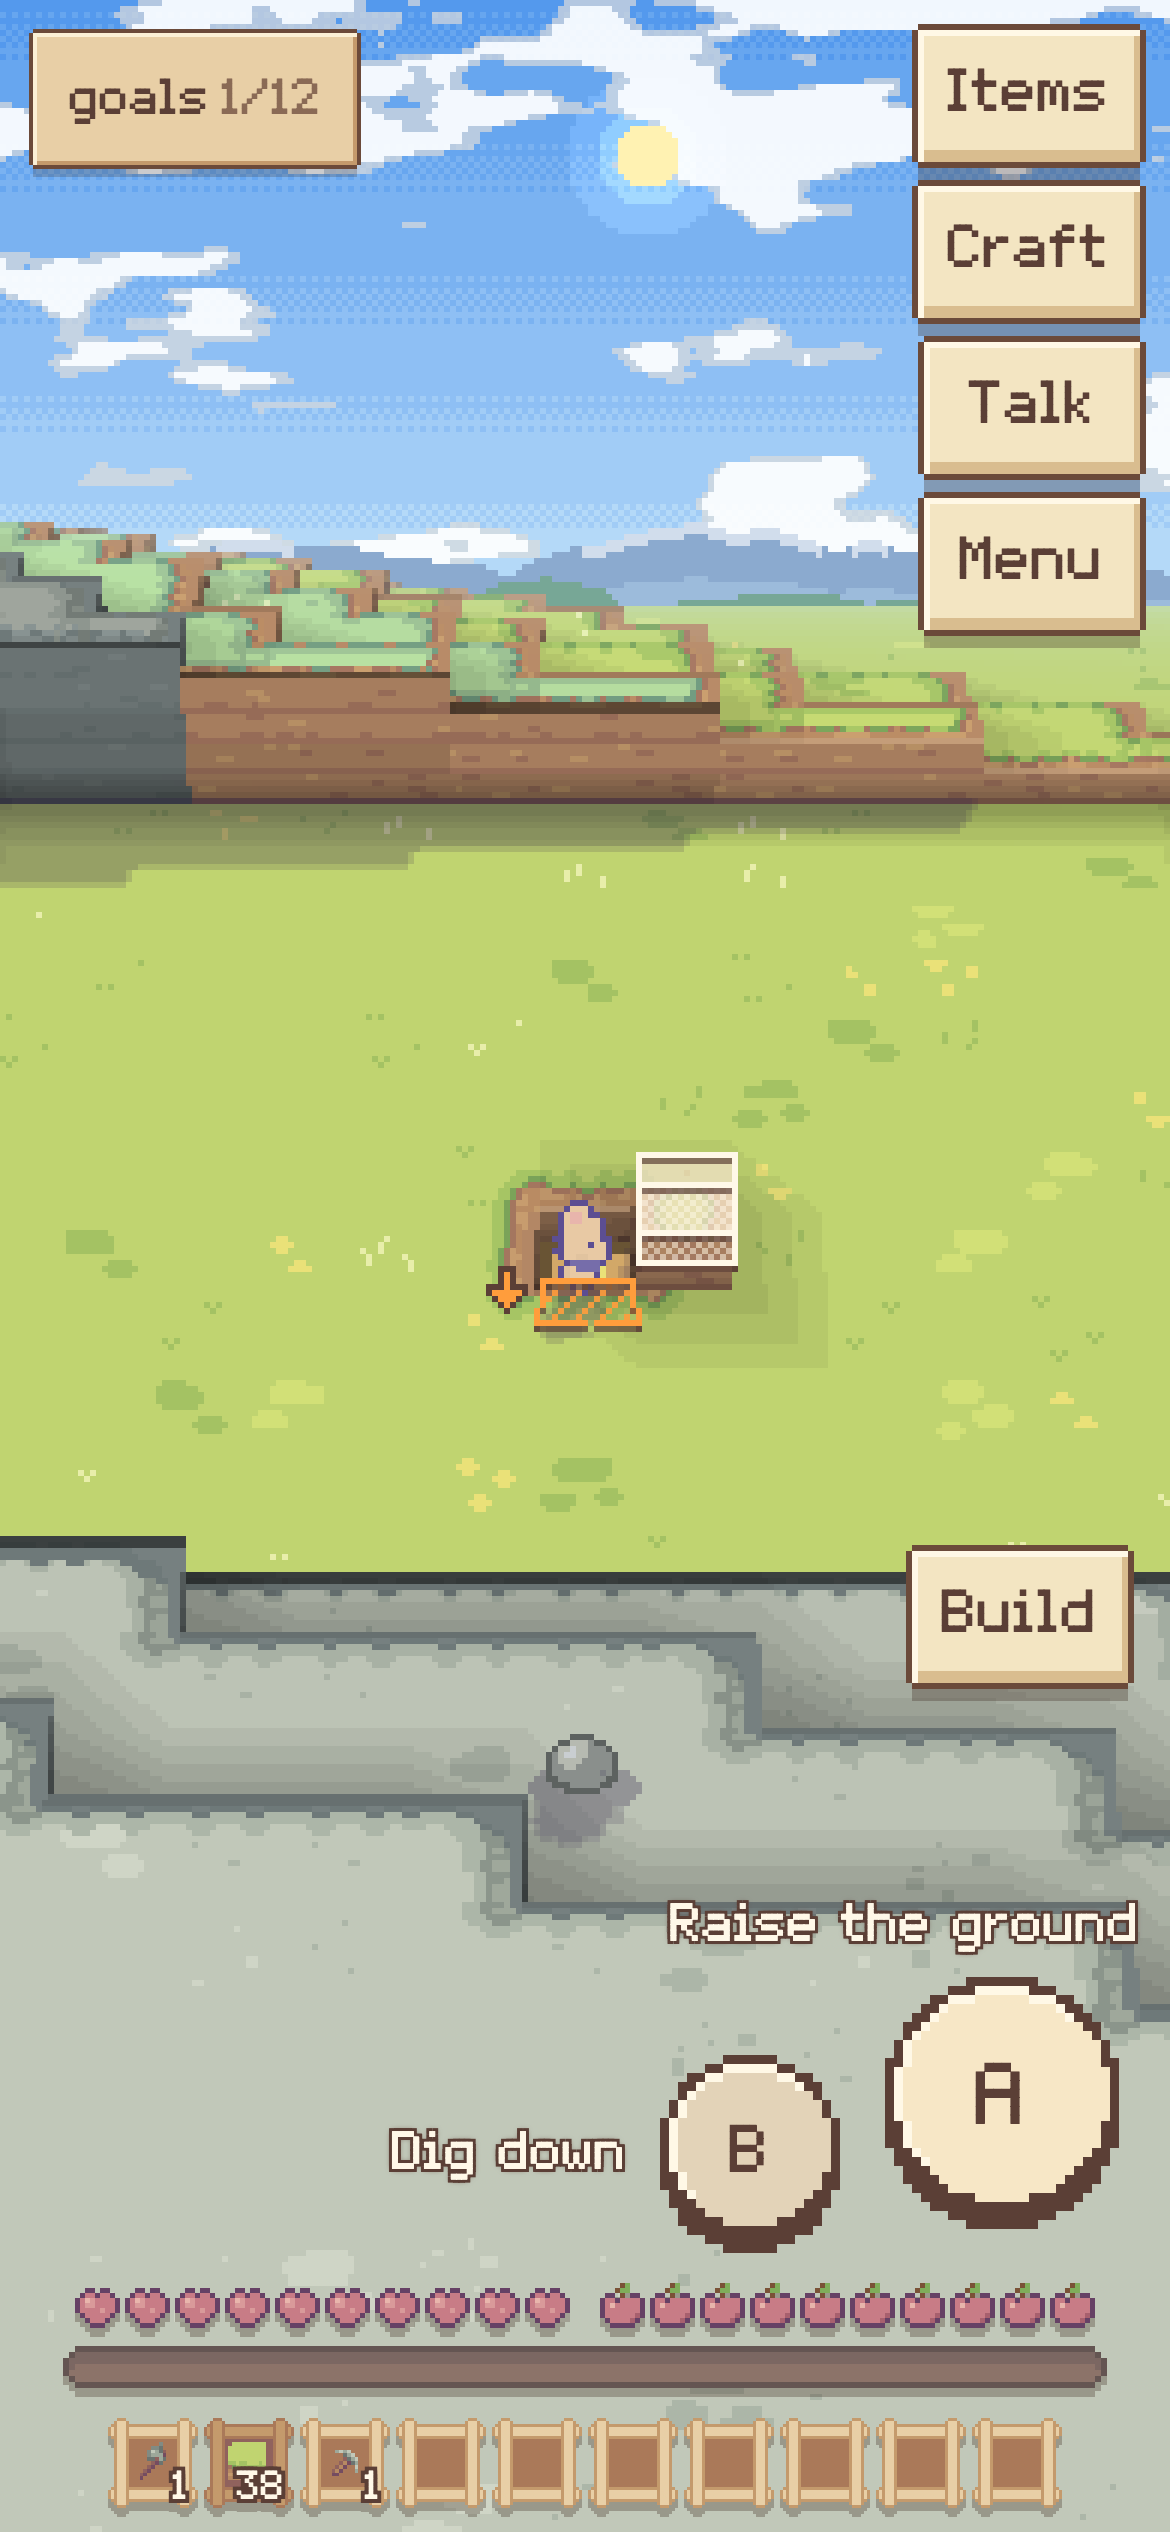 goals 1/12
Items
Craft
Talk
Menu
Build
Raise the ground
A
Dig down
B
1
38
1